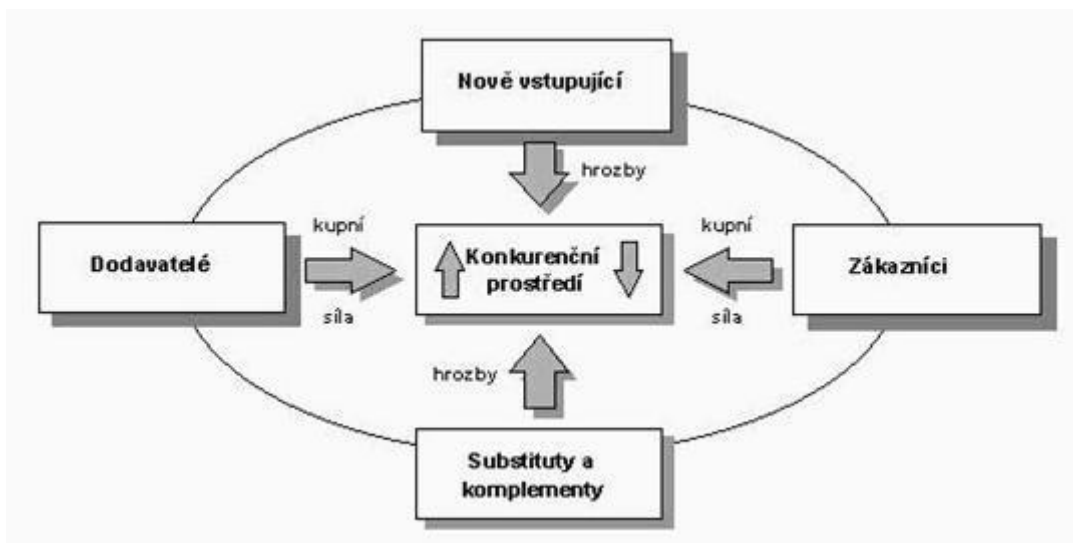 Nově vstupující
hrozby
kupní
kupní
Dodavatelé
Konkurenční
prostředí
Zákazníci
síla
síla
hrozby
Substituty a
komplementy